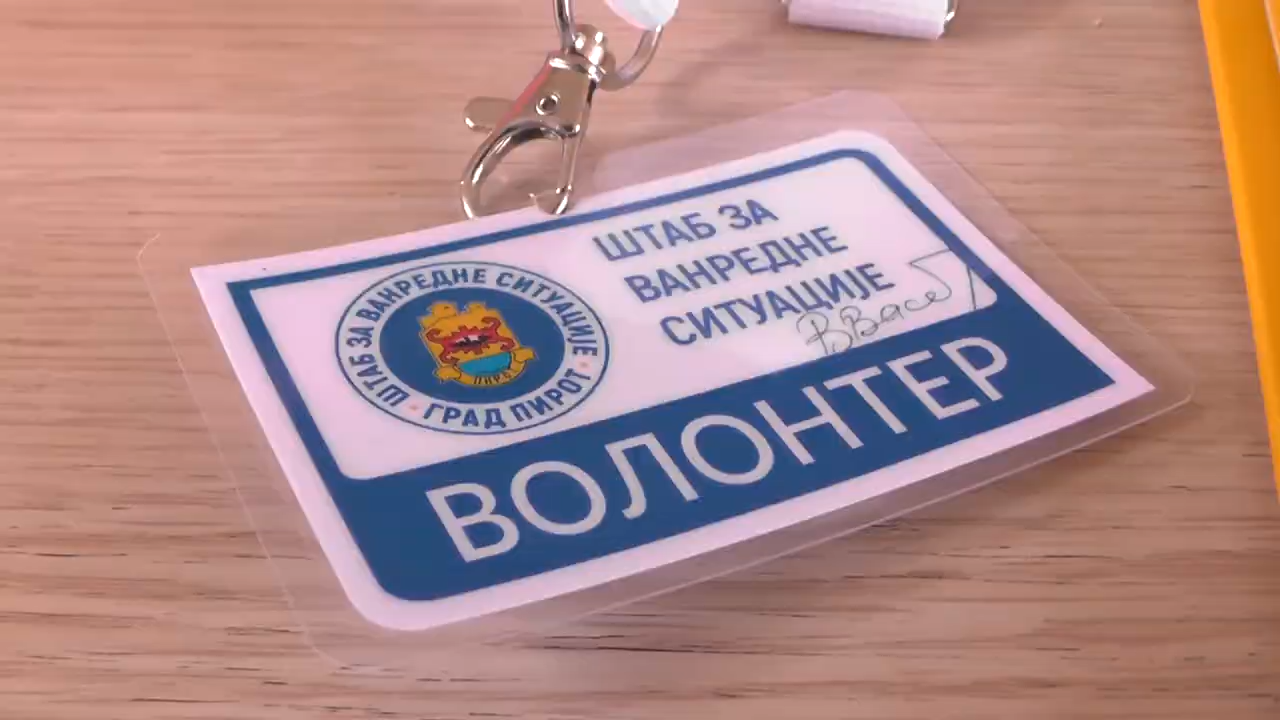 ШТАБ ЗА ВАНРЕДНЕ СИТУАЦИЈЕ
ГРАД ПИРОТ
ШТАБ ЗА
ВАНРЕДНЕ
СИТУАЦИЈЕ
ВОЛОНТЕР